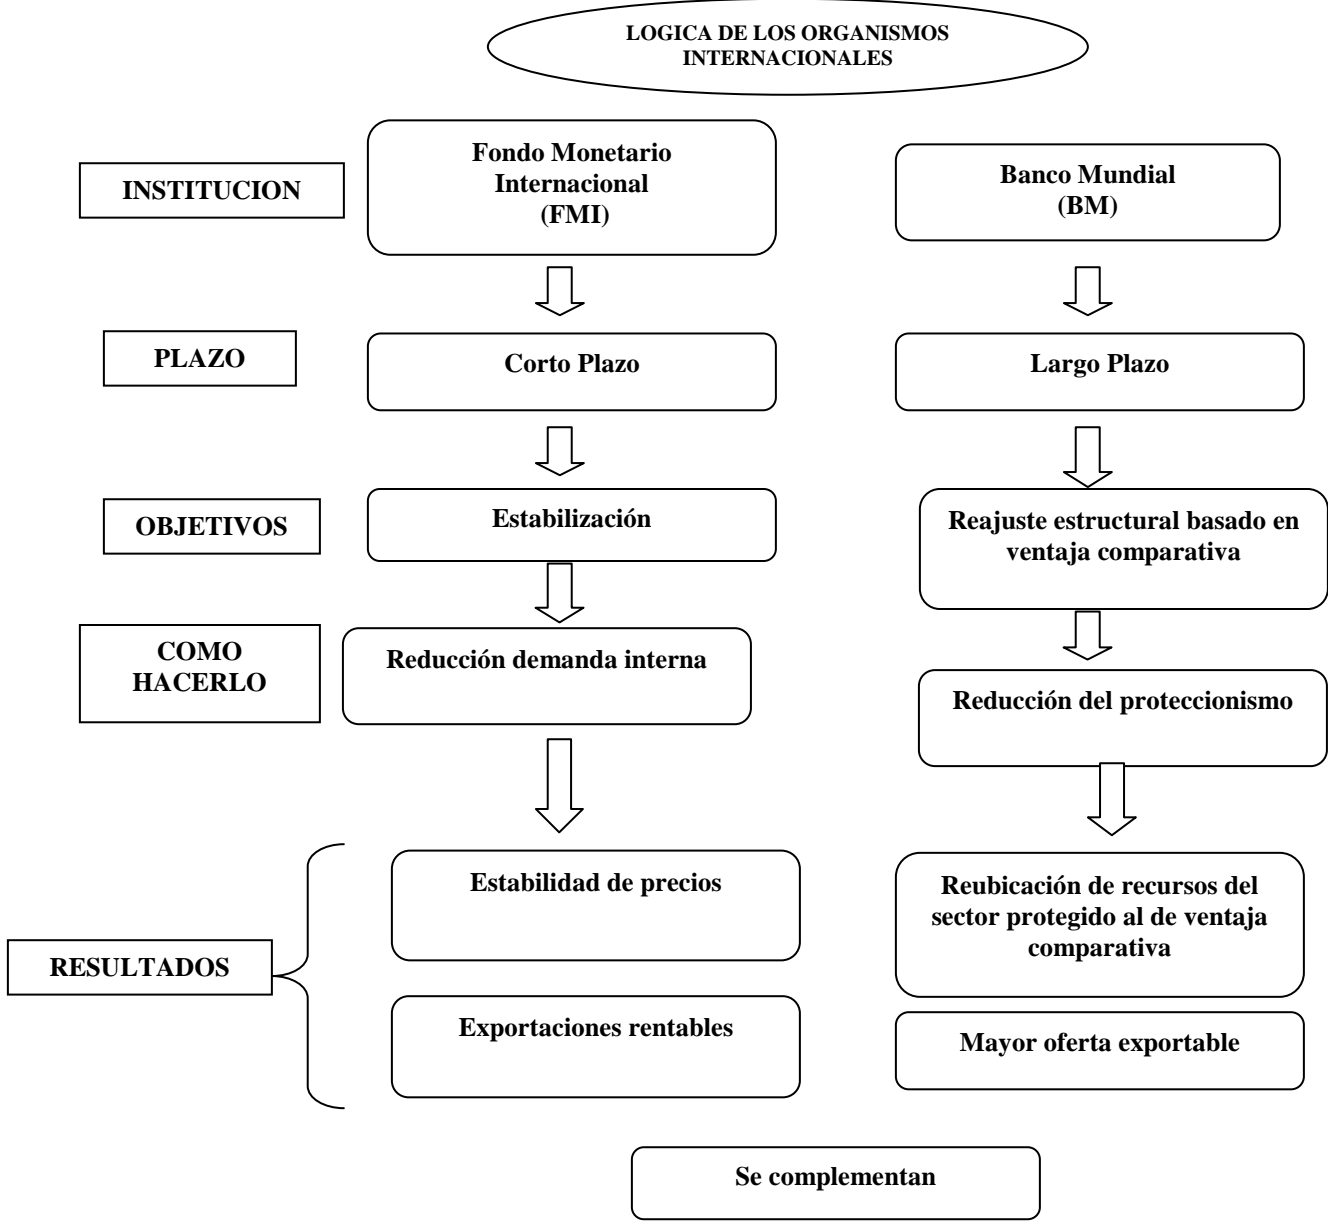 LOGICA DE LOS ORGANISMOS
INTERNACIONALES
INSTITUCION
Fondo Monetario
Internacional
(FMI)
Banco Mundial
(BM)
PLAZO
Corto Plazo
Largo Plazo
OBJETIVOS
Estabilización
Reajuste estructural basado en
ventaja comparativa
COMO
HACERLO
Reducción demanda interna
Reducción del proteccionismo
RESULTADOS
Estabilidad de precios
Exportaciones rentables
Reubicación de recursos del
sector protegido al de ventaja
comparativa
Mayor oferta exportable
Se complementan